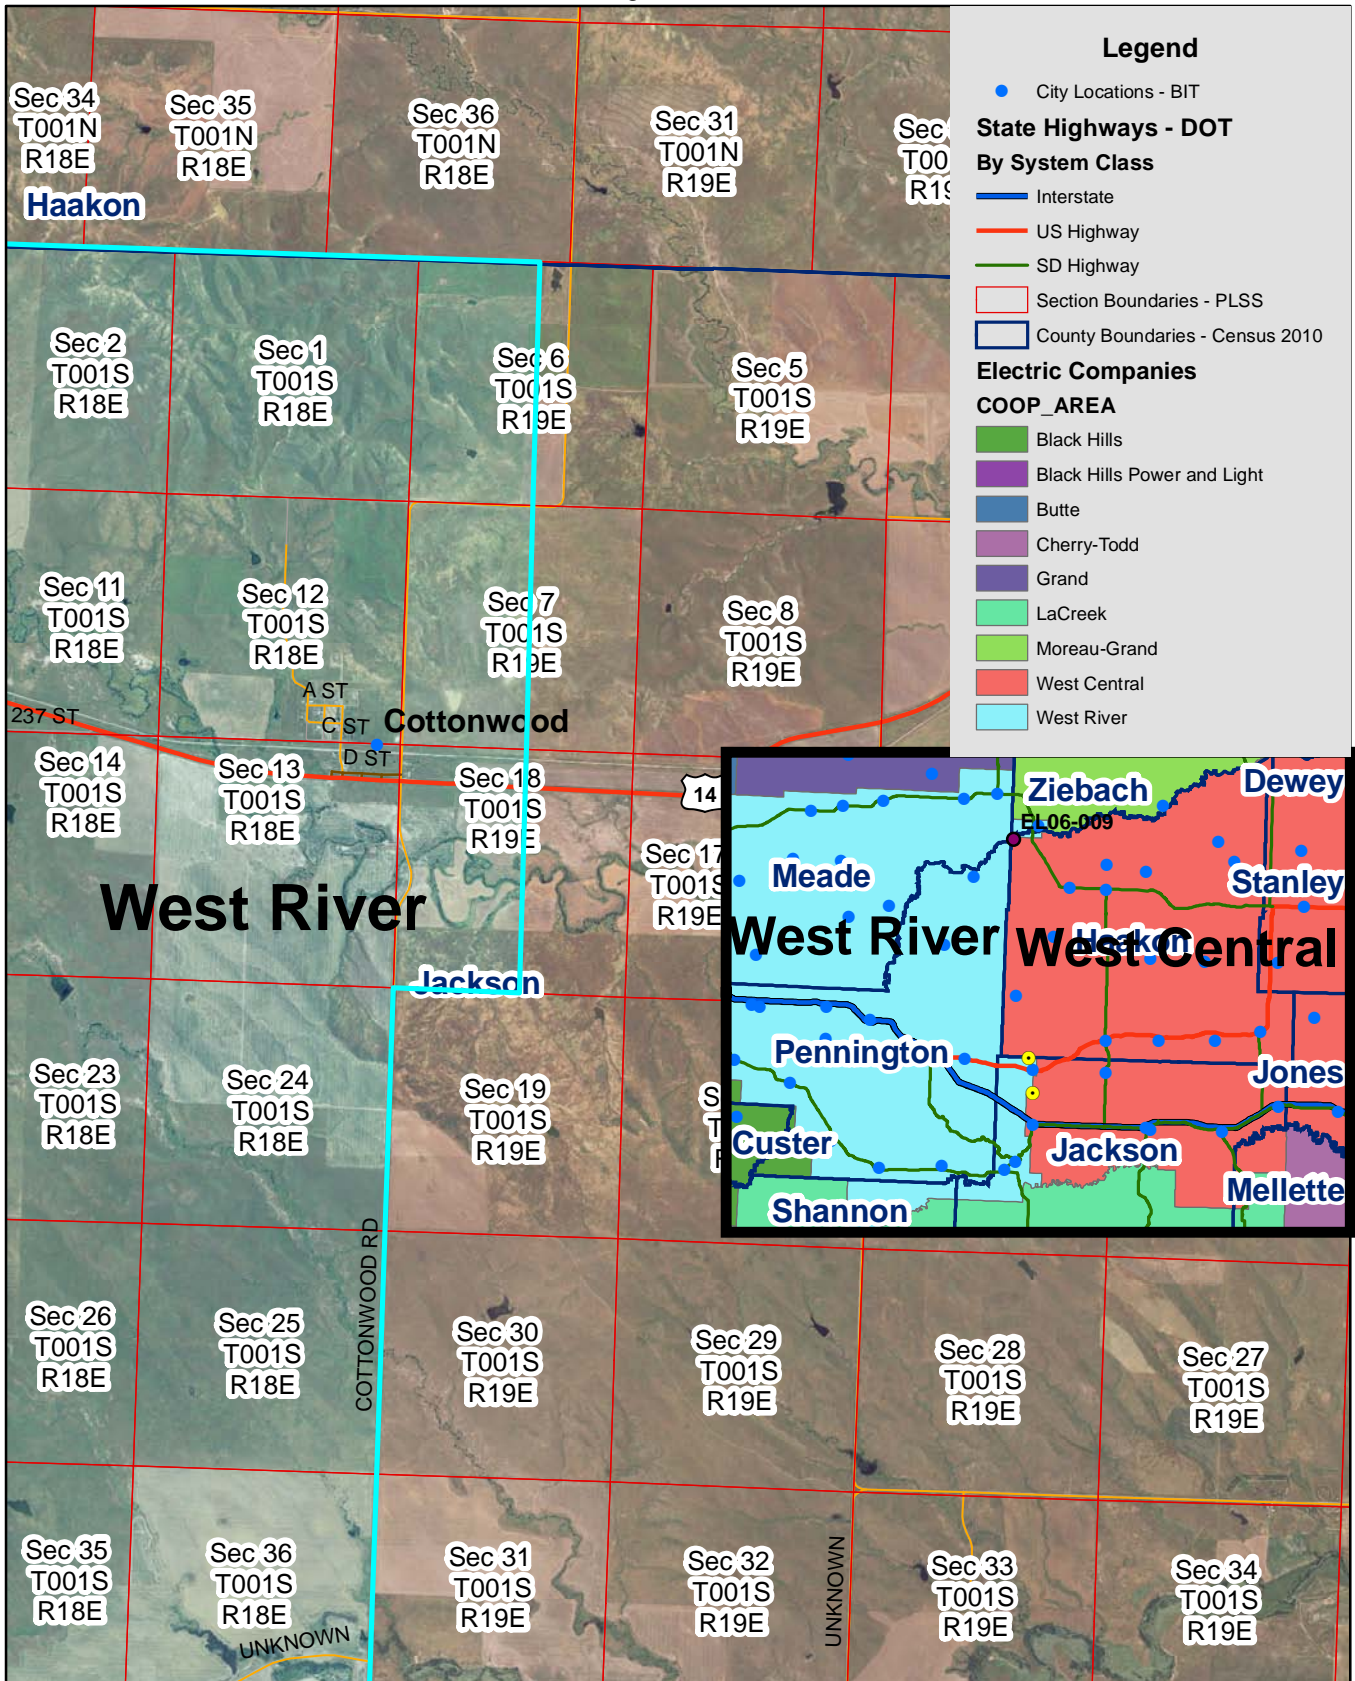 Legend
City Locations - BIT
State Highways - DOT
By System Class
Interstate
US Highway
SD Highway
Section Boundaries - PLSS
County Boundaries - Census 2010
Electric Companies
COOP_AREA
Black Hills
Black Hills Power and Light
Butte
Cherry-Todd
Grand
LaCreek
Moreau-Grand
West Central
West River
Sec 34
T001N
R18E
Sec 35
T001N
R18E
Sec 36
T001N
R18E
Sec 31
T001N
R19E
Sec
Haakon
Sec 2
T001S
R18E
Sec 1
T001S
R18E
Sec 6
T001S
R19E
Sec 5
T001S
R19E
Sec 11
T001S
R18E
Sec 12
T001S
R18E
Sec 7
T001S
R19E
Sec 8
T001S
R19E
A ST
237 ST
C ST
Cottonwood
D ST
Sec 14
T001S
R18E
Sec 13
T001S
R18E
Sec 18
T001S
R19E
14
Sec 17
T001S
R19E
West River
Jackson
Sec 23
T001S
R18E
Sec 24
T001S
R18E
Sec 19
T001S
R19E
COTTONWOOD RD
Sec 26
T001S
R18E
Sec 25
T001S
R18E
Sec 30
T001S
R19E
Sec 29
T001S
R19E
Sec 28
T001S
R19E
Sec 27
T001S
R19E
Sec 35
T001S
R18E
Sec 36
T001S
R18E
UNKNOWN
Sec 31
T001S
R19E
Sec 32
T001S
R19E
UNKNOWN
Sec 33
T001S
R19E
Sec 34
T001S
R19E
Ziebach
Dewey
EL06-009
Meade
Stanley
West River
Haakon
West Central
Pennington
Jones
Custer
Jackson
Shannon
Mellette